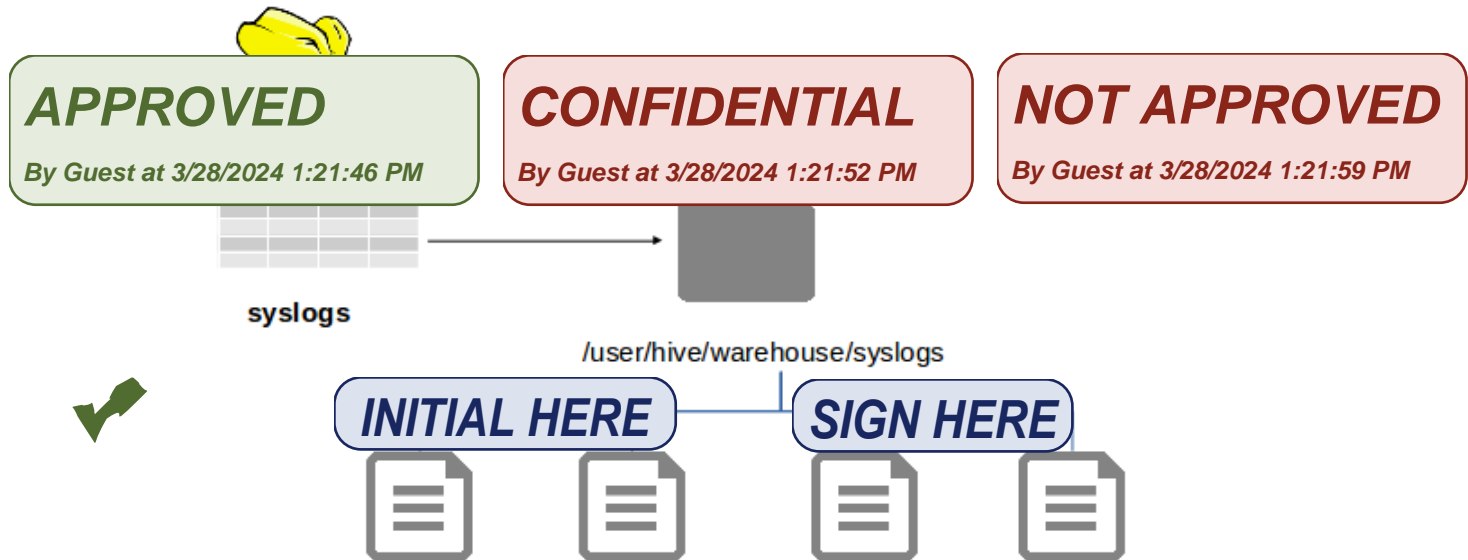 APPROVED
By Guest at 3/28/2024 1:21:46 PM
CONFIDENTIAL
By Guest at 3/28/2024 1:21:52 PM
NOT APPROVED
By Guest at 3/28/2024 1:21:59 PM
syslogs
/user/hive/warehouse/syslogs
INITIAL HERE
SIGN HERE